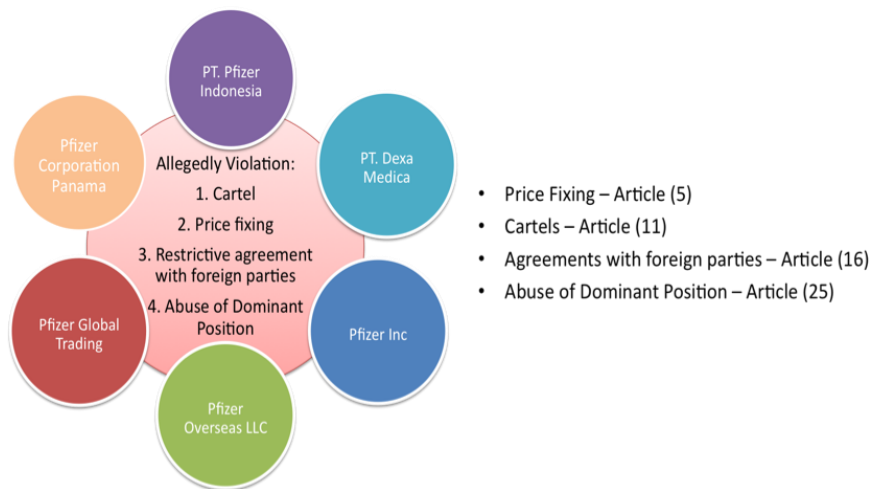 PT. Pfizer
Indonesia
PT. Dexa
Medica
Pfizer Inc
Pfizer
Overseas LLC
Pfizer Global
Trading
Pfizer
Corporation
Panama
Allegedly Violation:
1. Cartel
2. Price fixing
3. Restrictive agreement
with foreign parties
4. Abuse of Dominant
Position
• Price Fixing – Article (5)
• Cartels – Article (11)
• Agreements with foreign parties – Article (16)
• Abuse of Dominant Position – Article (25)